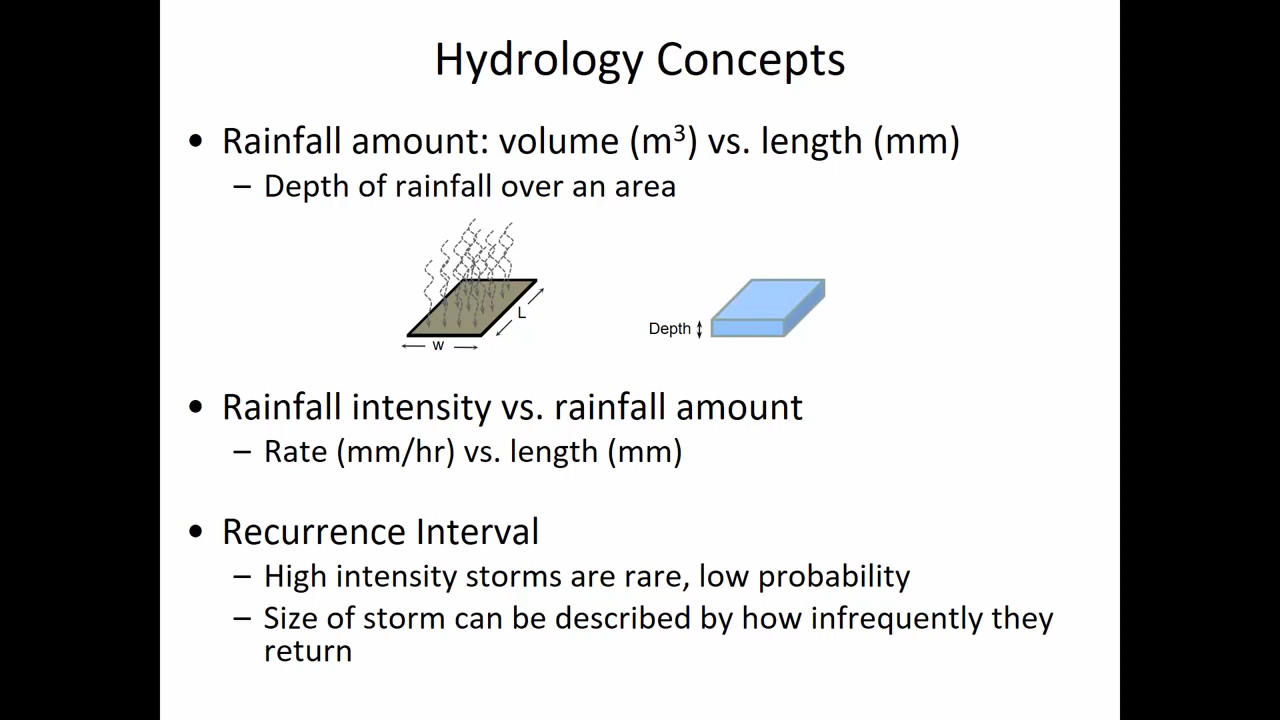 Hydrology Concepts
• Rainfall amount: volume (m³) vs. length (mm)
– Depth of rainfall over an area
L
W
Depth
• Rainfall intensity vs. rainfall amount
– Rate (mm/hr) vs. length (mm)
• Recurrence Interval
– High intensity storms are rare, low probability
– Size of storm can be described by how infrequently they
return